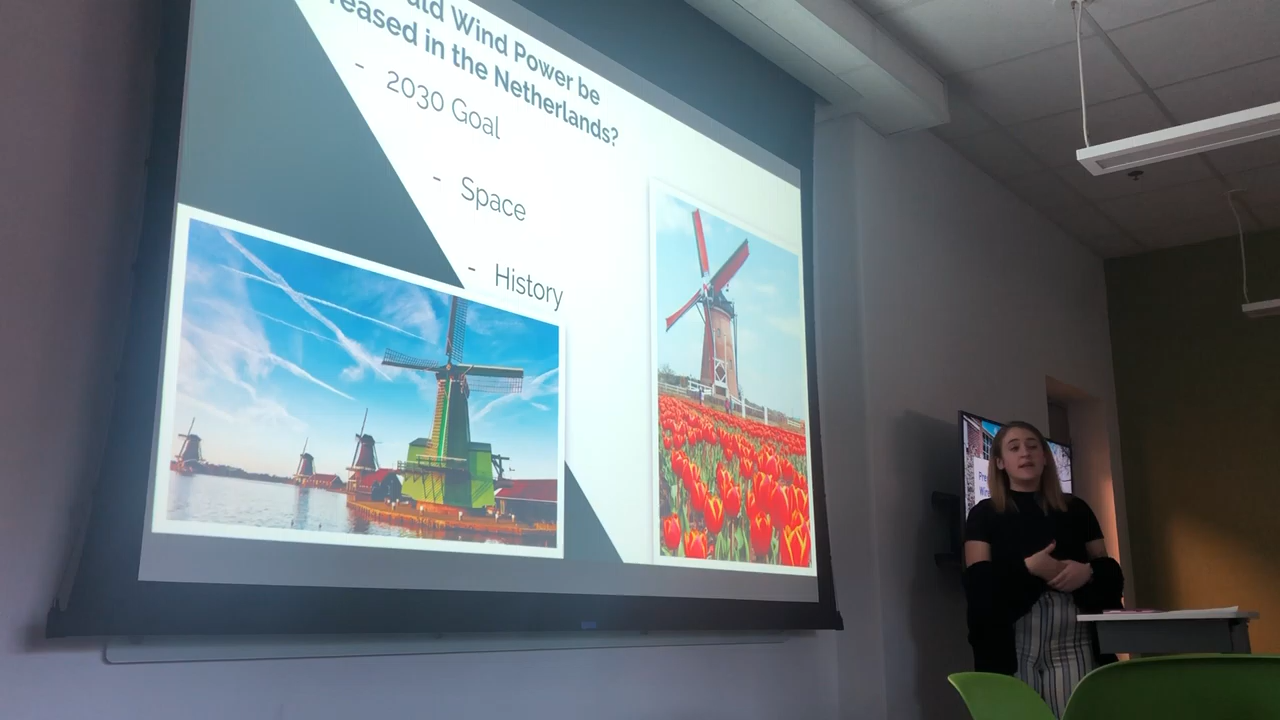 Wind Power be
in the Netherlands?
- 2030 Goal
- Space
- History